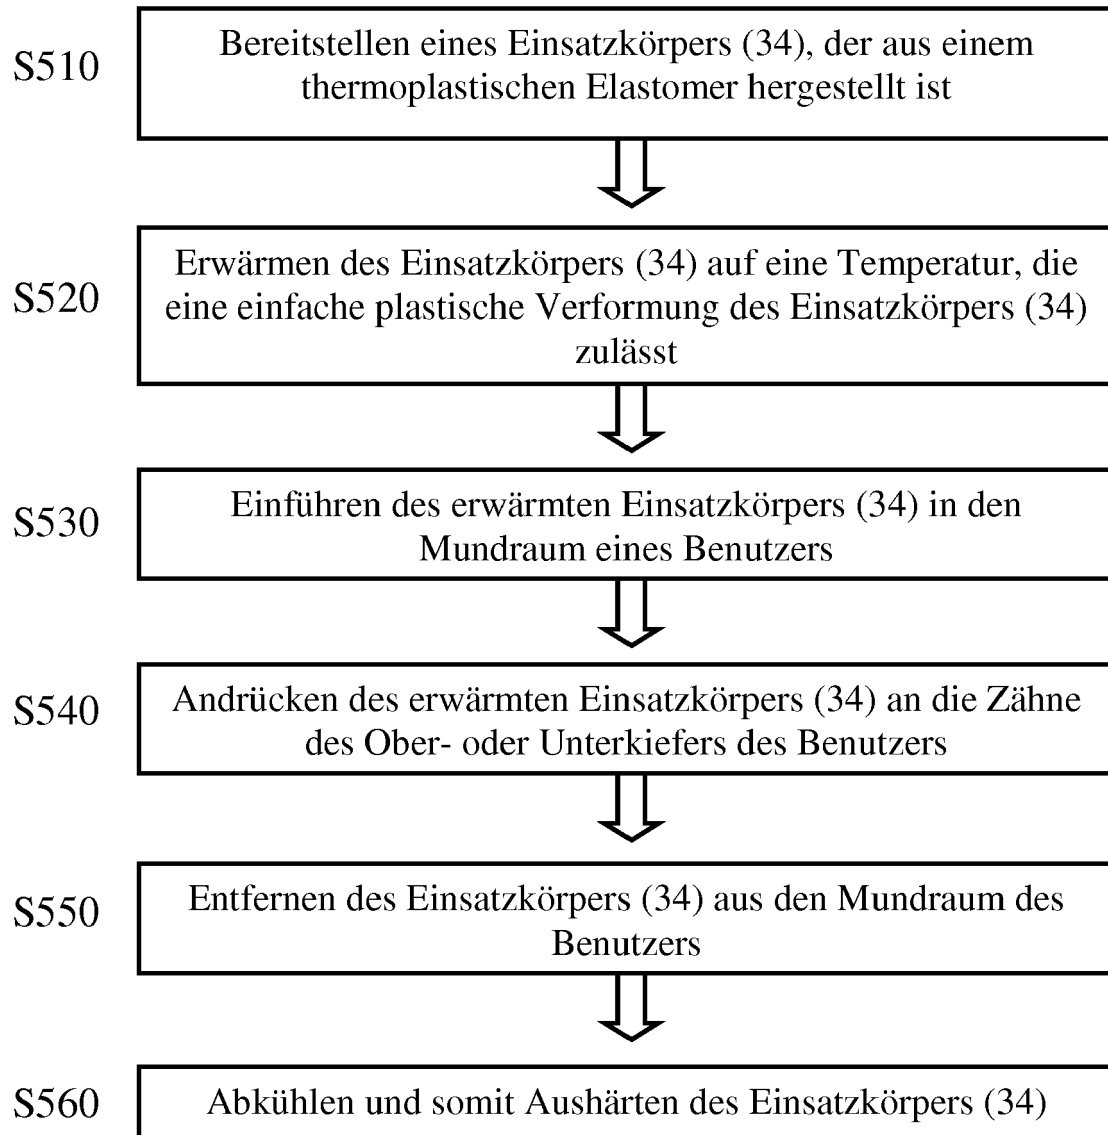 S510
Bereitstellen eines Einsatzkörpers (34), der aus einem
thermoplastischen Elastomer hergestellt ist
S520
Erwärmen des Einsatzkörpers (34) auf eine Temperatur, die
eine einfache plastische Verformung des Einsatzkörpers (34)
zulässt
S530
Einführen des erwärmten Einsatzkörpers (34) in den
Mundraum eines Benutzers
S540
Andrücken des erwärmten Einsatzkörpers (34) an die Zähne
des Ober- oder Unterkiefers des Benutzers
S550
Entfernen des Einsatzkörpers (34) aus den Mundraum des
Benutzers
S560
Abkühlen und somit Aushärten des Einsatzkörpers (34)